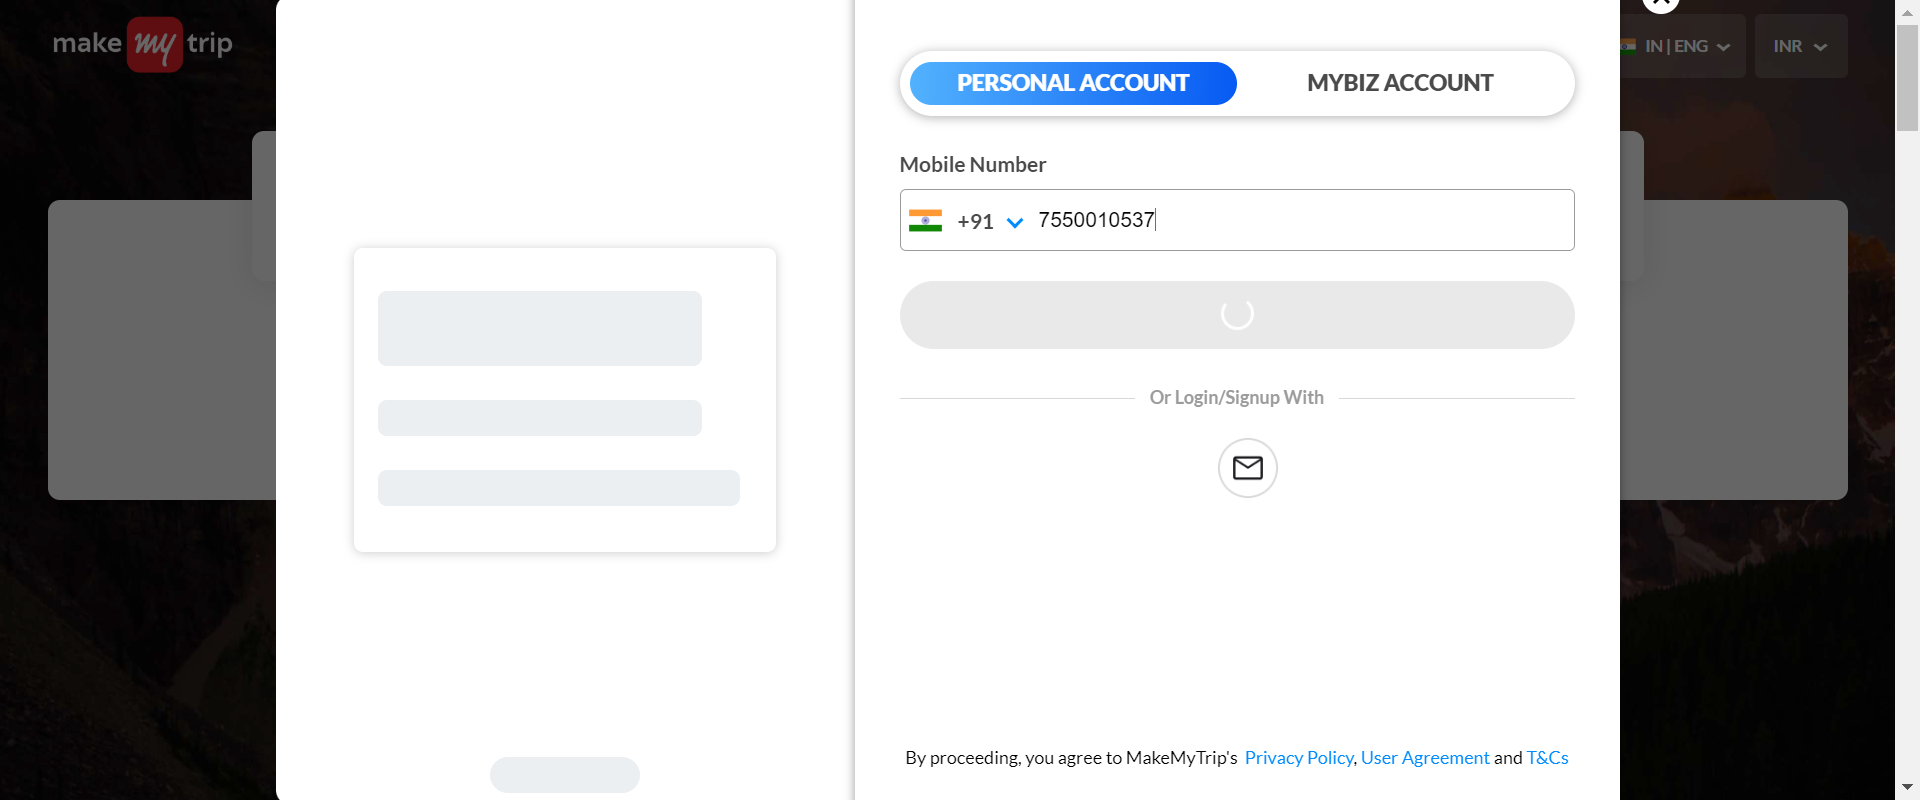 make my trip
IN | ENG
INR
PERSONAL ACCOUNT
MYBIZ ACCOUNT
Mobile Number
+91 7550010537
Or Login/Signup With
By proceeding, you agree to MakeMyTrip's Privacy Policy, User Agreement and T&Cs